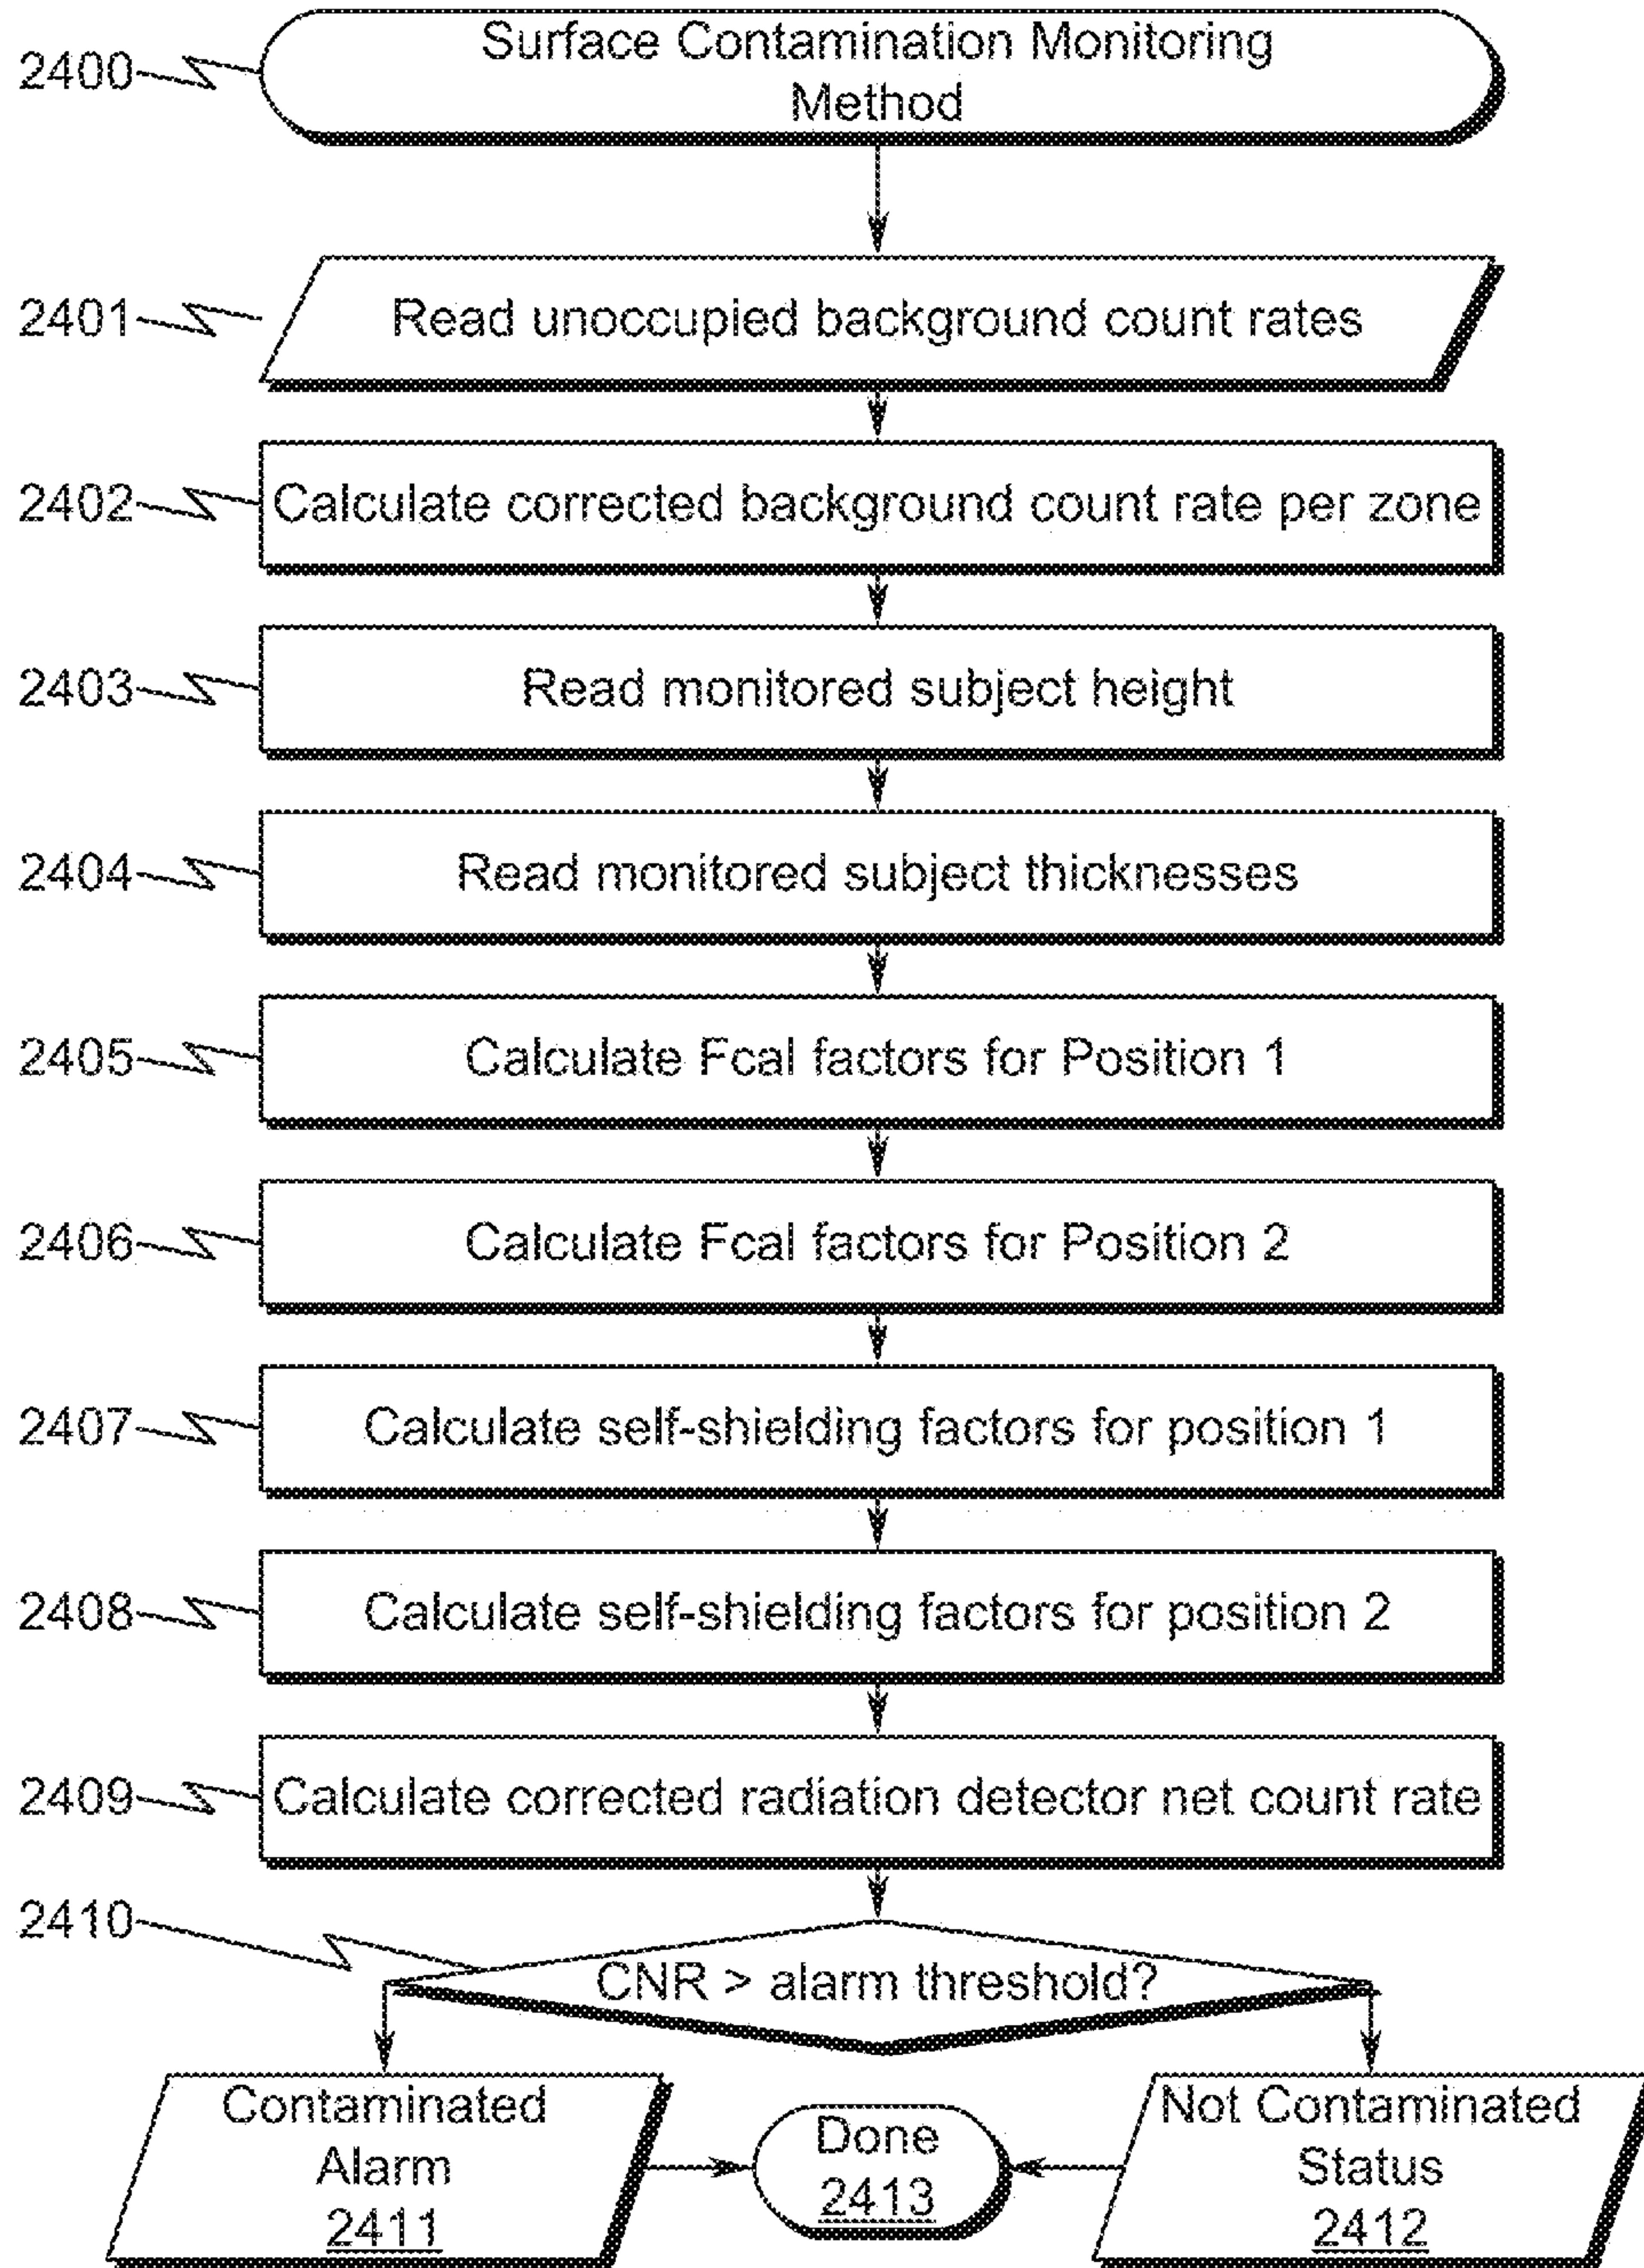 2400
Surface Contamination Monitoring
Method
2401
Read unoccupied background count rates
2402
Calculate corrected background count rate per zone
2403
Read monitored subject height
2404
Read monitored subject thicknesses
2405
Calculate Fcal factors for Position 1
2406
Calculate Fcal factors for Position 2
2407
Calculate self-shielding factors for position 1
2408
Calculate self-shielding factors for position 2
2409
Calculate corrected radiation detector net count rate
2410
CNR > alarm threshold?
Contaminated
Alarm
2411
Done
2413
Not Contaminated
Status
2412